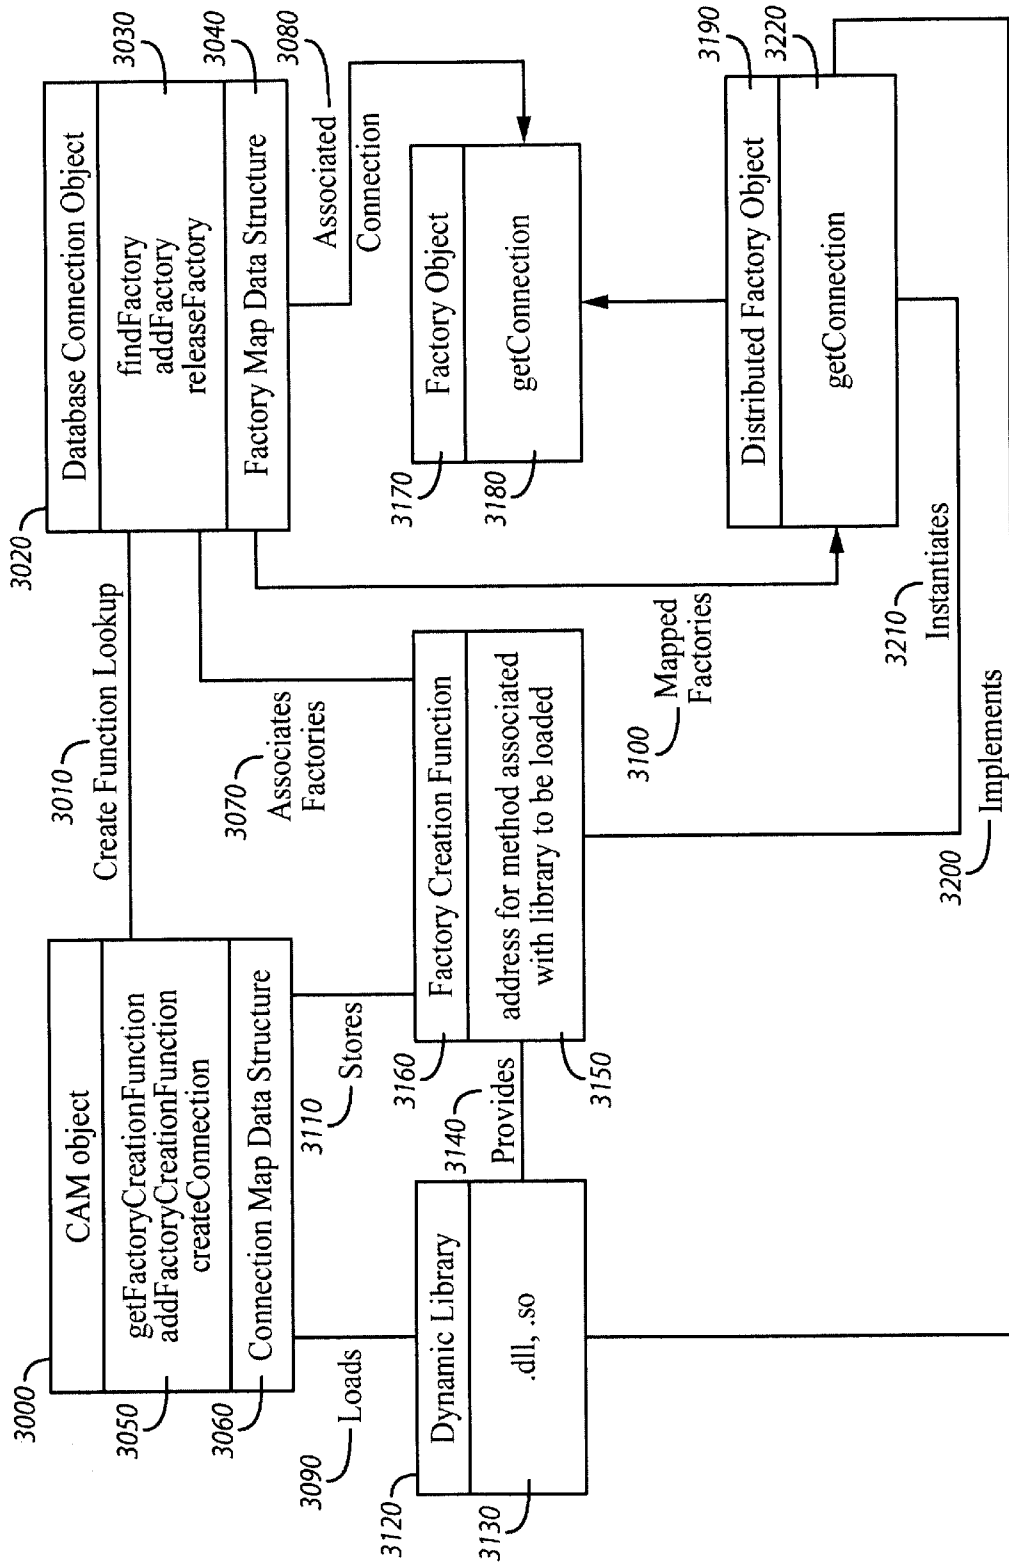 3000
CAM object
3050
getFactoryCreationFunction
addFactoryCreationFunction
createConnection
3060
Connection Map Data Structure
3010
Create Function Lookup
3020
Database Connection Object
3030
findFactory
addFactory
releaseFactory
3040
Factory Map Data Structure
3090
Loads
3110
Stores
3070
Associates
Factories
3080
Associated
Connection
3120
Dynamic Library
3130
.dll, .so
3140
Provides
3160
Factory Creation Function
3150
address for method associated
with library to be loaded
3170
Factory Object
3180
getConnection
3100
Mapped
Factories
3190
Distributed Factory Object
3220
getConnection
3210
Instantiates
3200
Implements